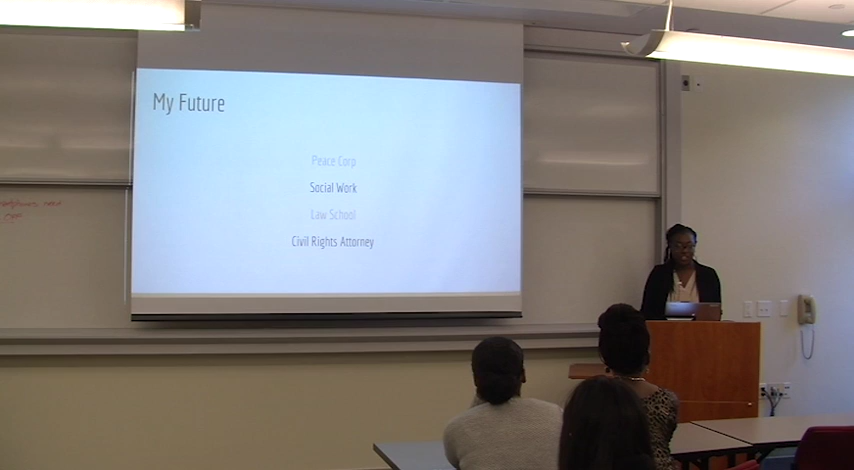 My Future
Peace Corp
Social Work
Law School
Civil Rights Attorney